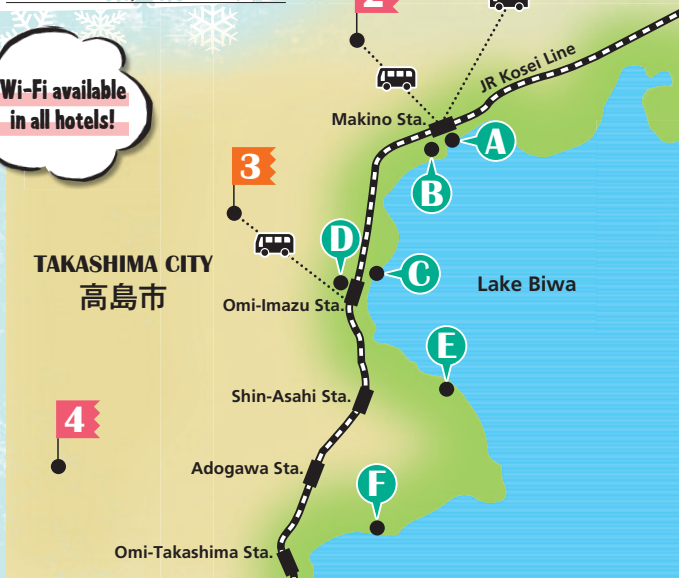 2
Wi-Fi available
in all hotels!
JR Kosei Line
Makino Sta.
A
B
3
D
TAKASHIMA CITY
高島市
C
Lake Biwa
Omi-Imazu Sta.
E
Shin-Asahi Sta.
4
Adogawa Sta.
F
Omi-Takashima Sta.